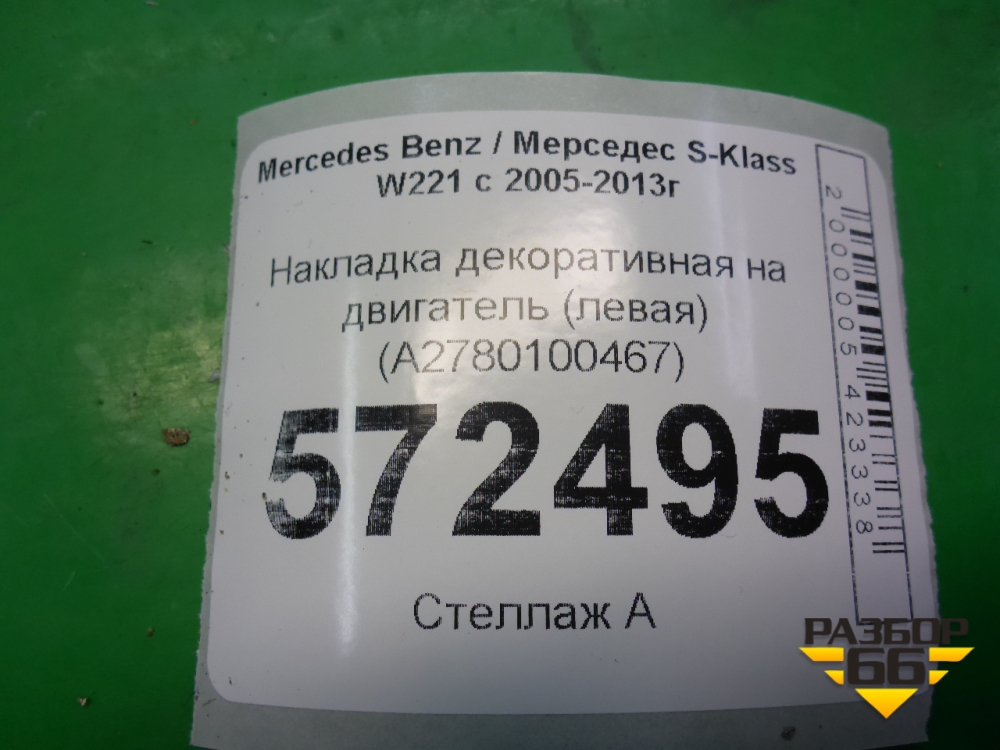 Mercedes Benz / Мерседес S-Klass
W221 с 2005-2013г
Накладка декоративная на
двигатель (левая)
(A2780100467)
572495
Стеллаж А
2000005423338
РАЗБОР
66